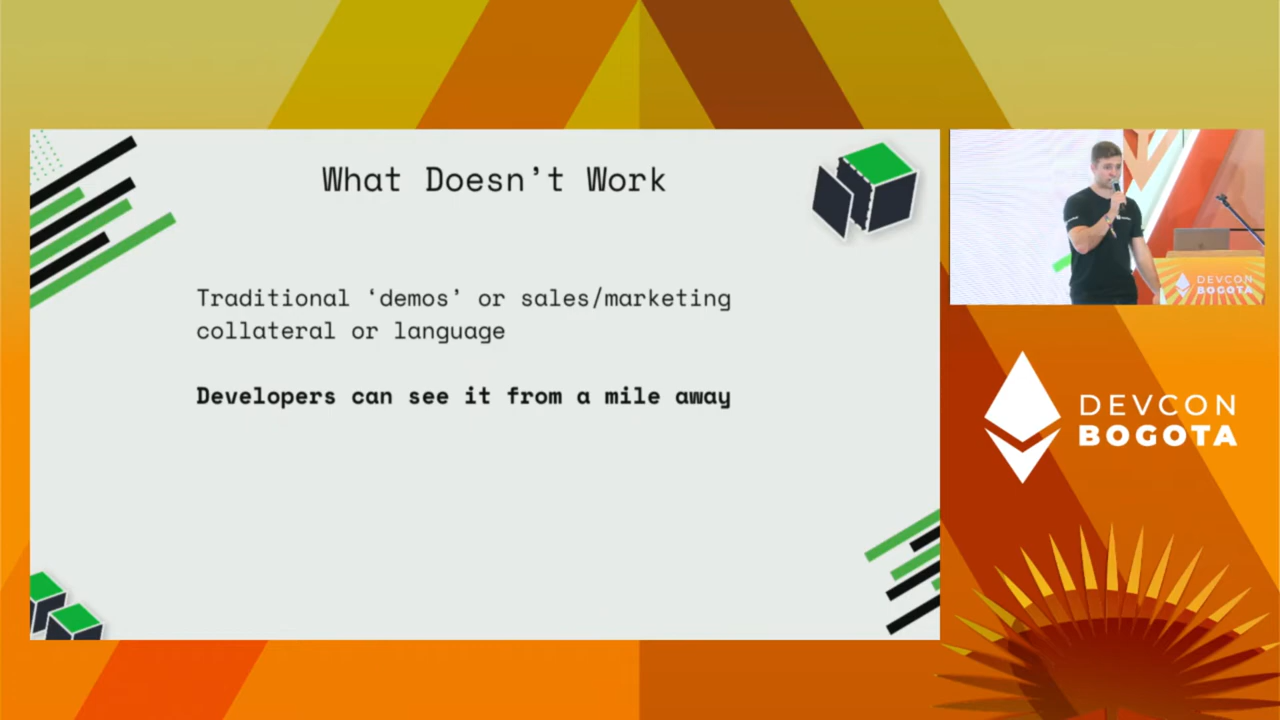 What Doesn't Work
Traditional ‘demos’ or sales/marketing
collateral or language
Developers can see it from a mile away
DEVCON
BOGOTA
DEVCON
BOGOTA